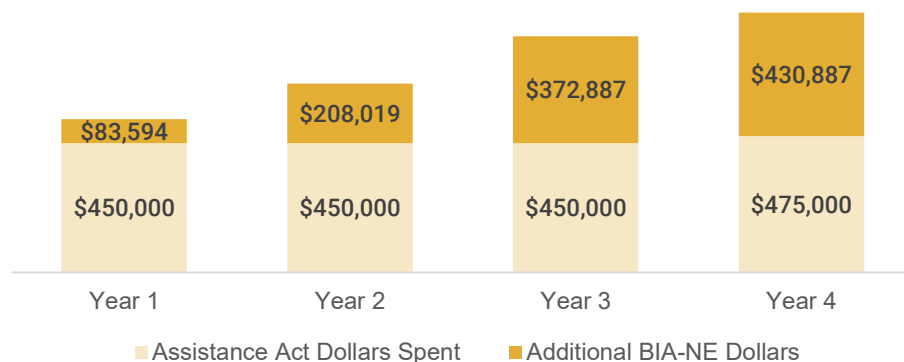 $83,594 $208,019 $372,887 $430,887
$450,000 $450,000 $450,000 $475,000
Year 1 Year 2 Year 3 Year 4
Assistance Act Dollars Spent Additional BIA-NE Dollars